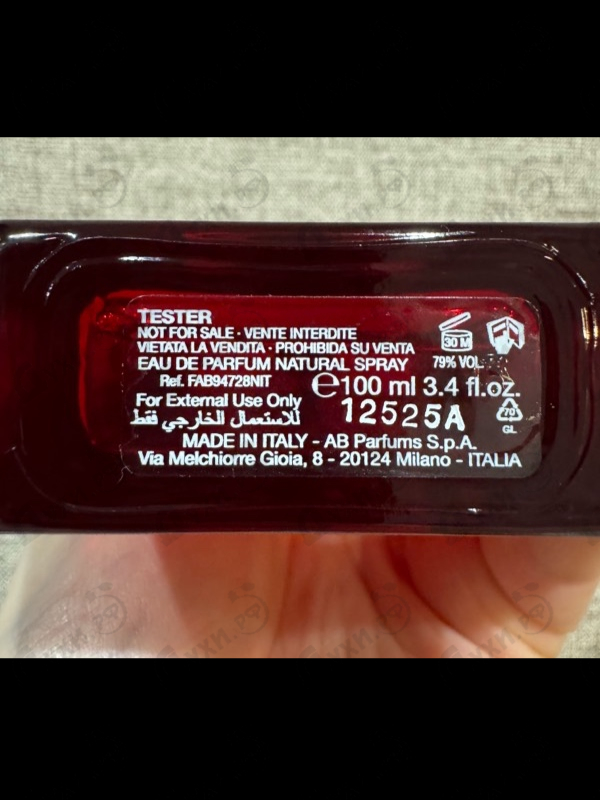 TESTER
NOT FOR SALE · VENTE INTERDITE
VIETATA LA VENDITA · PROHIBIDA SU VENTA
EAU DE PARFUM NATURAL SPRAY
30 M
79% VOL
Ref. FAB94728NIT
℮100 ml 3.4 fl.oz.
For External Use Only
للاستعمال الخارجي فقط
12525A
70
GL
MADE IN ITALY - AB Parfums S.p.A.
Via Melchiorre Gioia, 8 - 20124 Milano - ITALIA